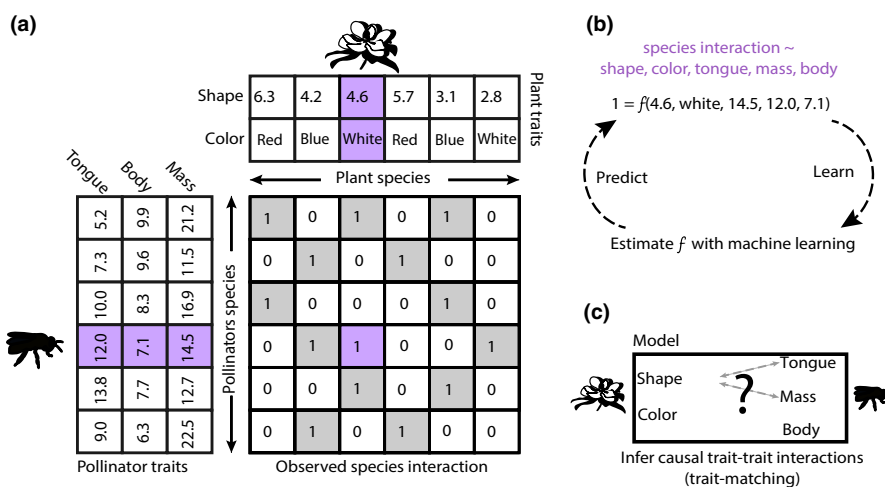 (a)
Shape 6.3 4.2 4.6 5.7 3.1 2.8
Color Red Blue White Red Blue White
Plant traits
Plant species
Tongue Body Mass
5.2 9.9 21.2
7.3 9.6 11.5
10.0 8.3 16.9
12.0 7.1 14.5
13.8 7.7 12.7
9.0 6.3 22.5
Pollinator traits
Pollinators species
1 0 1 0 1 0
0 1 0 1 0 0
1 0 0 0 1 0
0 1 1 0 0 1
0 0 1 0 1 0
0 1 0 1 0 0
Observed species interaction
(b)
species interaction ~
shape, color, tongue, mass, body
1 = f(4.6, white, 14.5, 12.0, 7.1)
Predict
Learn
Estimate f with machine learning
(c)
Model
Shape
Color
?
Tongue
Mass
Body
Infer causal trait-trait interactions
(trait-matching)